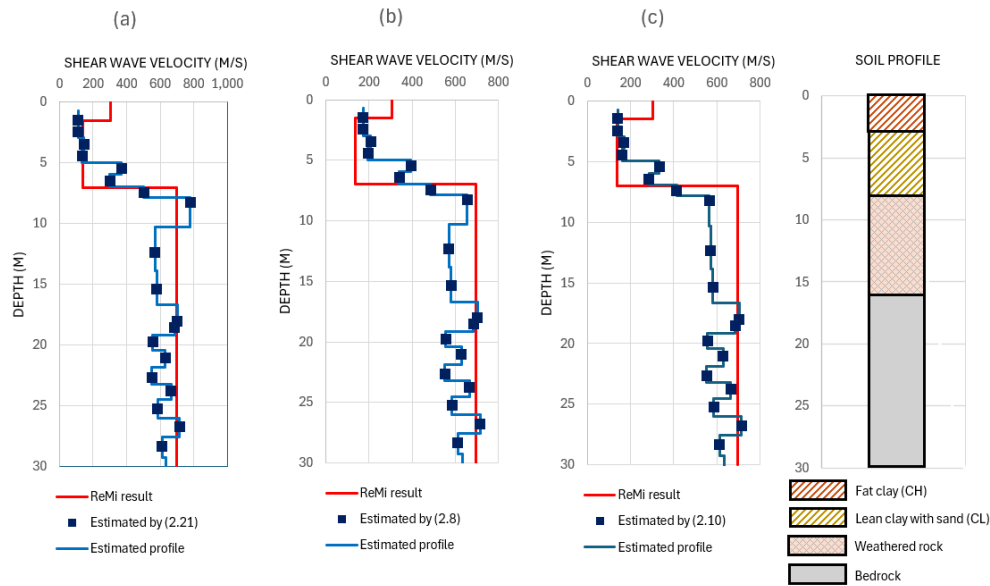 (a)
(b)
(c)
SHEAR WAVE VELOCITY (M/S)
0 200 400 600 800 1,000
0
5
10
15
20
25
30
DEPTH (M)
ReMi result
Estimated by (2.21)
Estimated profile
SHEAR WAVE VELOCITY (M/S)
0 200 400 600 800
0
5
10
15
20
25
30
DEPTH (M)
ReMi result
Estimated by (2.8)
Estimated profile
SHEAR WAVE VELOCITY (M/S)
0 200 400 600 800
0
5
10
15
20
25
30
DEPTH (M)
ReMi result
Estimated by (2.10)
Estimated profile
SOIL PROFILE
0
5
10
15
20
25
30
Fat clay (CH)
Lean clay with sand (CL)
Weathered rock
Bedrock